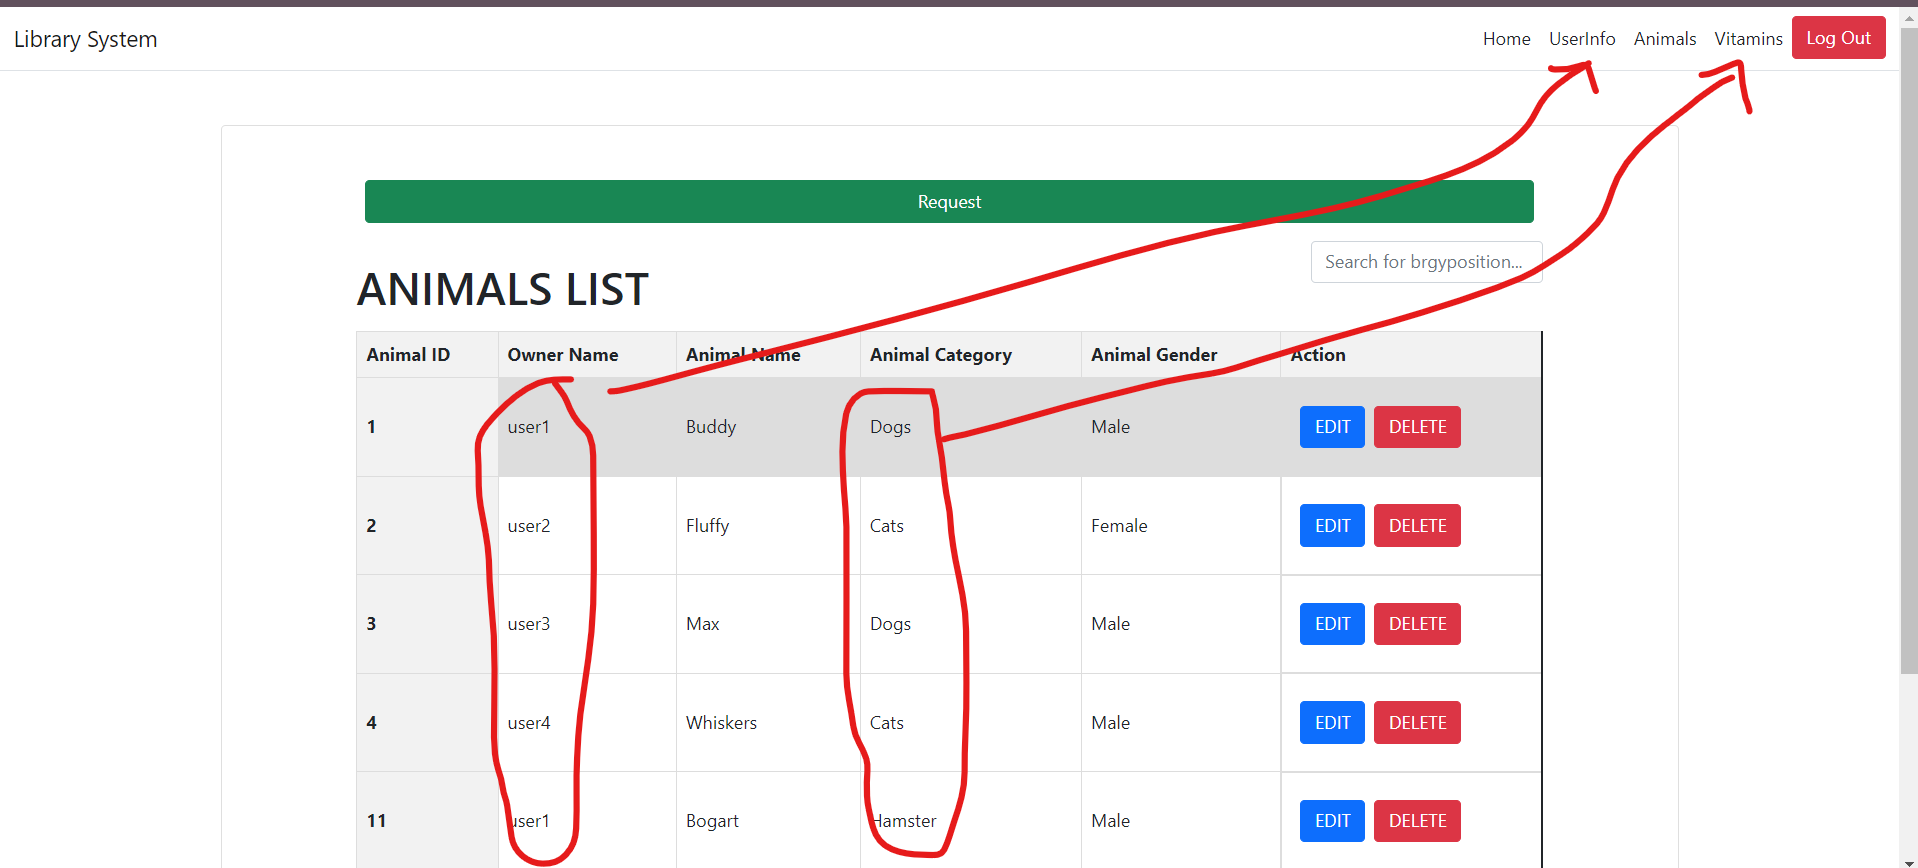 Library System Home UserInfo Animals Vitamins Log Out
Request
Search for brgyposition...
ANIMALS LIST
Animal ID Owner Name Animal Name Animal Category Animal Gender Action
1 user1 Buddy Dogs Male EDIT DELETE
2 user2 Fluffy Cats Female EDIT DELETE
3 user3 Max Dogs Male EDIT DELETE
4 user4 Whiskers Cats Male EDIT DELETE
11 user1 Bogart Hamster Male EDIT DELETE